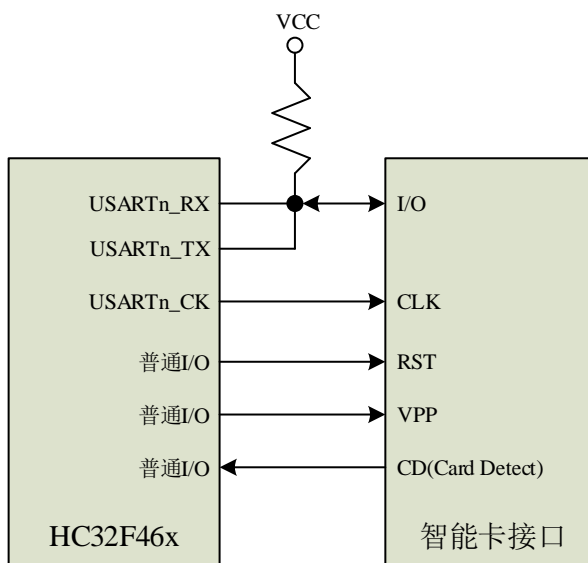 VCC
USARTn_RX
I/O
USARTn_TX
USARTn_CK
CLK
普通I/O
RST
普通I/O
VPP
普通I/O
CD(Card Detect)
HC32F46x
智能卡接口